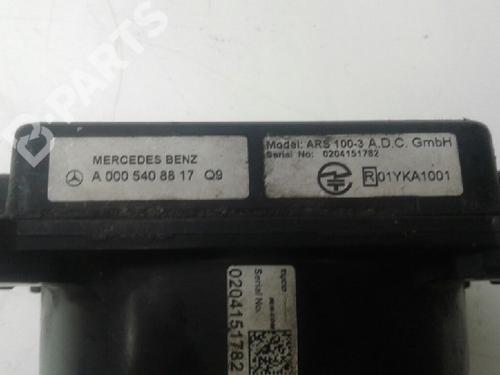 PARTS
MERCEDES BENZ
A 000 540 88 17 Q9
Model: ARS 100-3 A.D.C. GmbH
Serial No: 0204151782
R 01YKA1001
tyco
Serial No.
0204151782